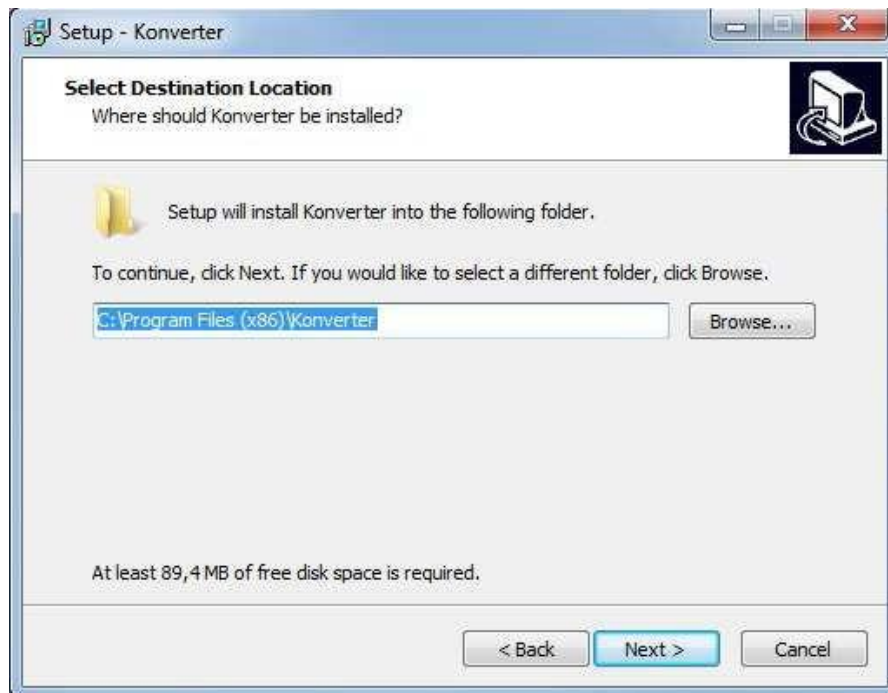 Setup - Konverter
Select Destination Location
Where should Konverter be installed?
Setup will install Konverter into the following folder.
To continue, click Next. If you would like to select a different folder, click Browse.
C:\Program Files (x86)\Konverter
Browse...
At least 89,4 MB of free disk space is required.
< Back Next > Cancel